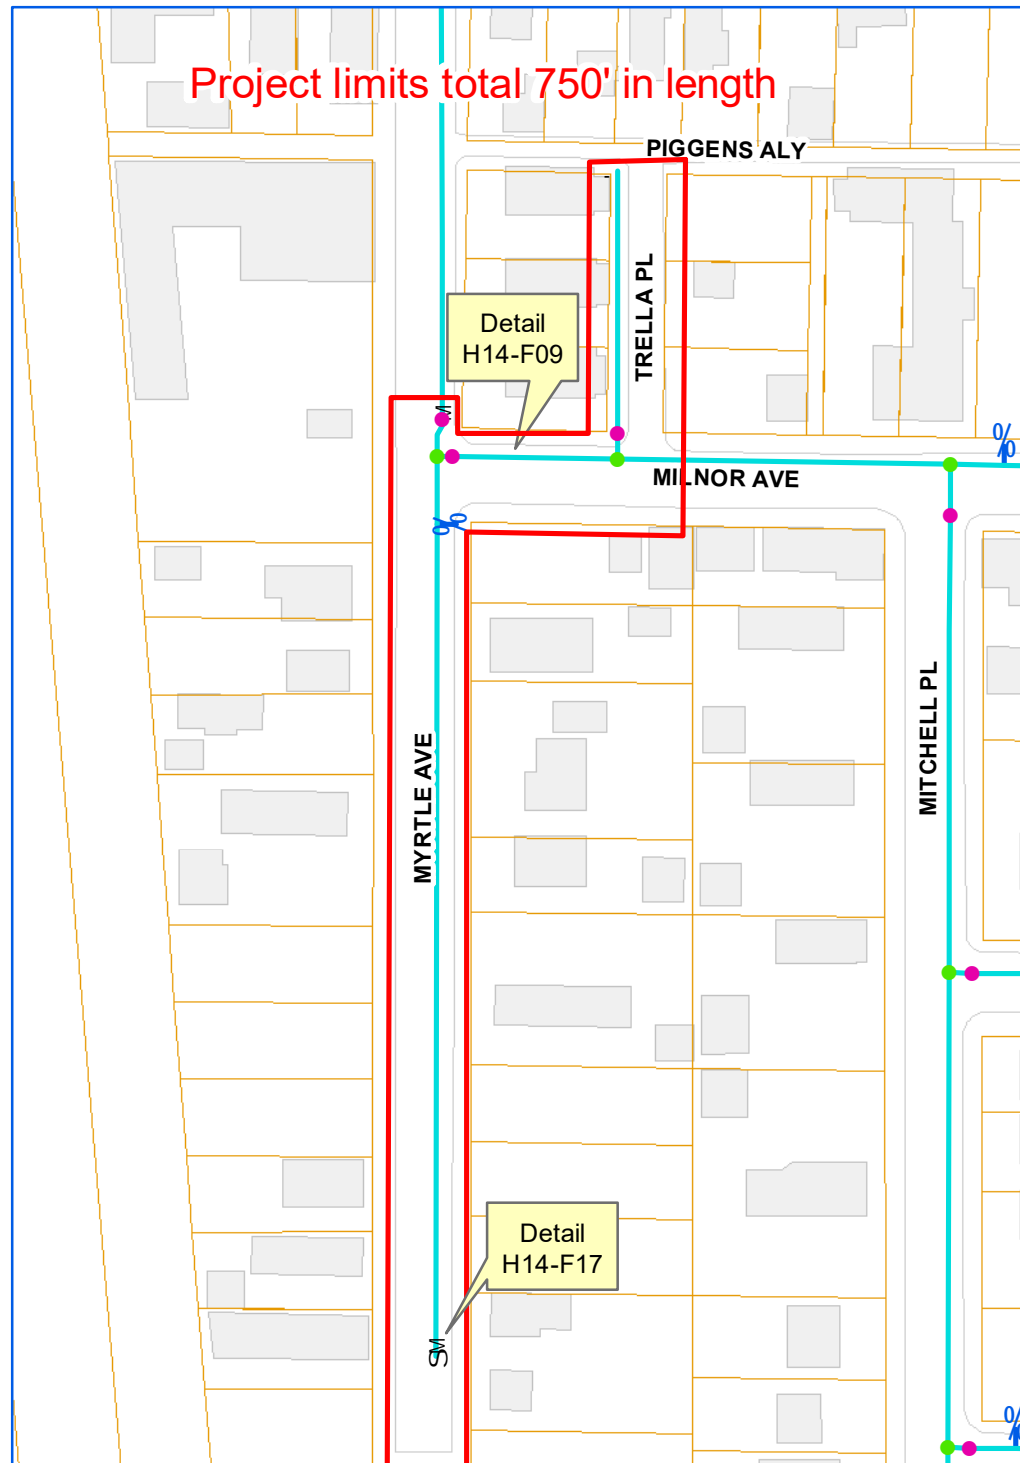 Project limits total 750' in length
PIGGENS ALY
TRELLA PL
Detail
H14-F09
MILNOR AVE
MYRTLE AVE
MITCHELL PL
Detail
H14-F17